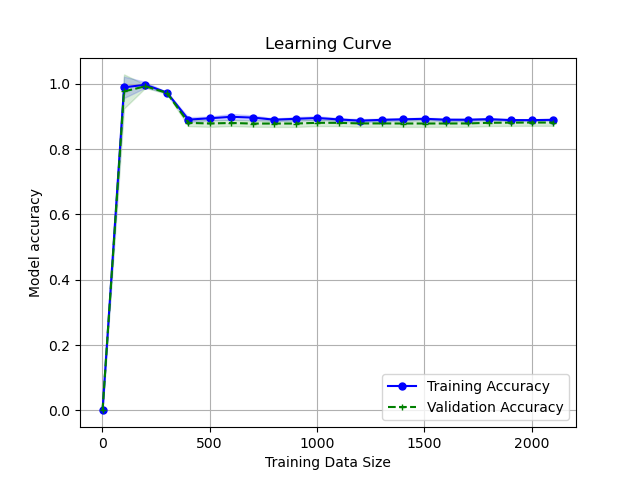 Learning Curve
1.0
0.8
0.6
0.4
0.2
0.0
Model accuracy
Training Accuracy
Validation Accuracy
0 500 1000 1500 2000
Training Data Size